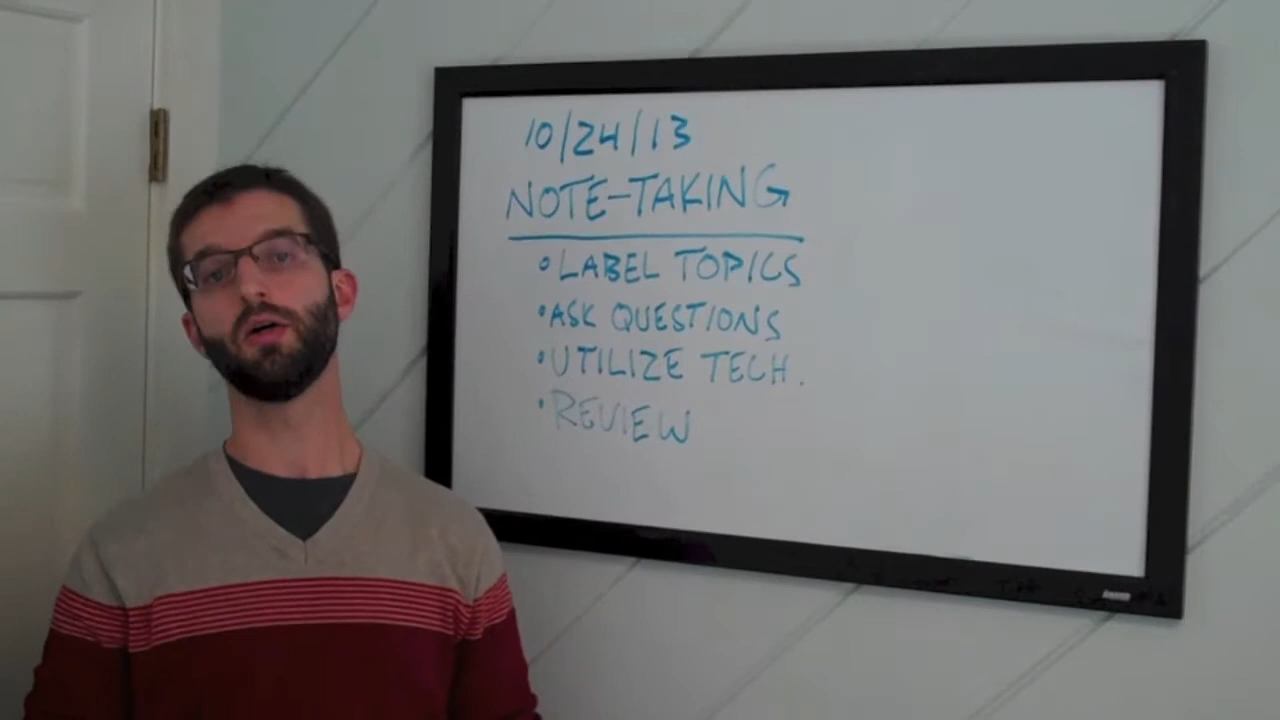 10/24/13
NOTE-TAKING
• LABEL TOPICS
• ASK QUESTIONS
• UTILIZE TECH.
• REVIEW